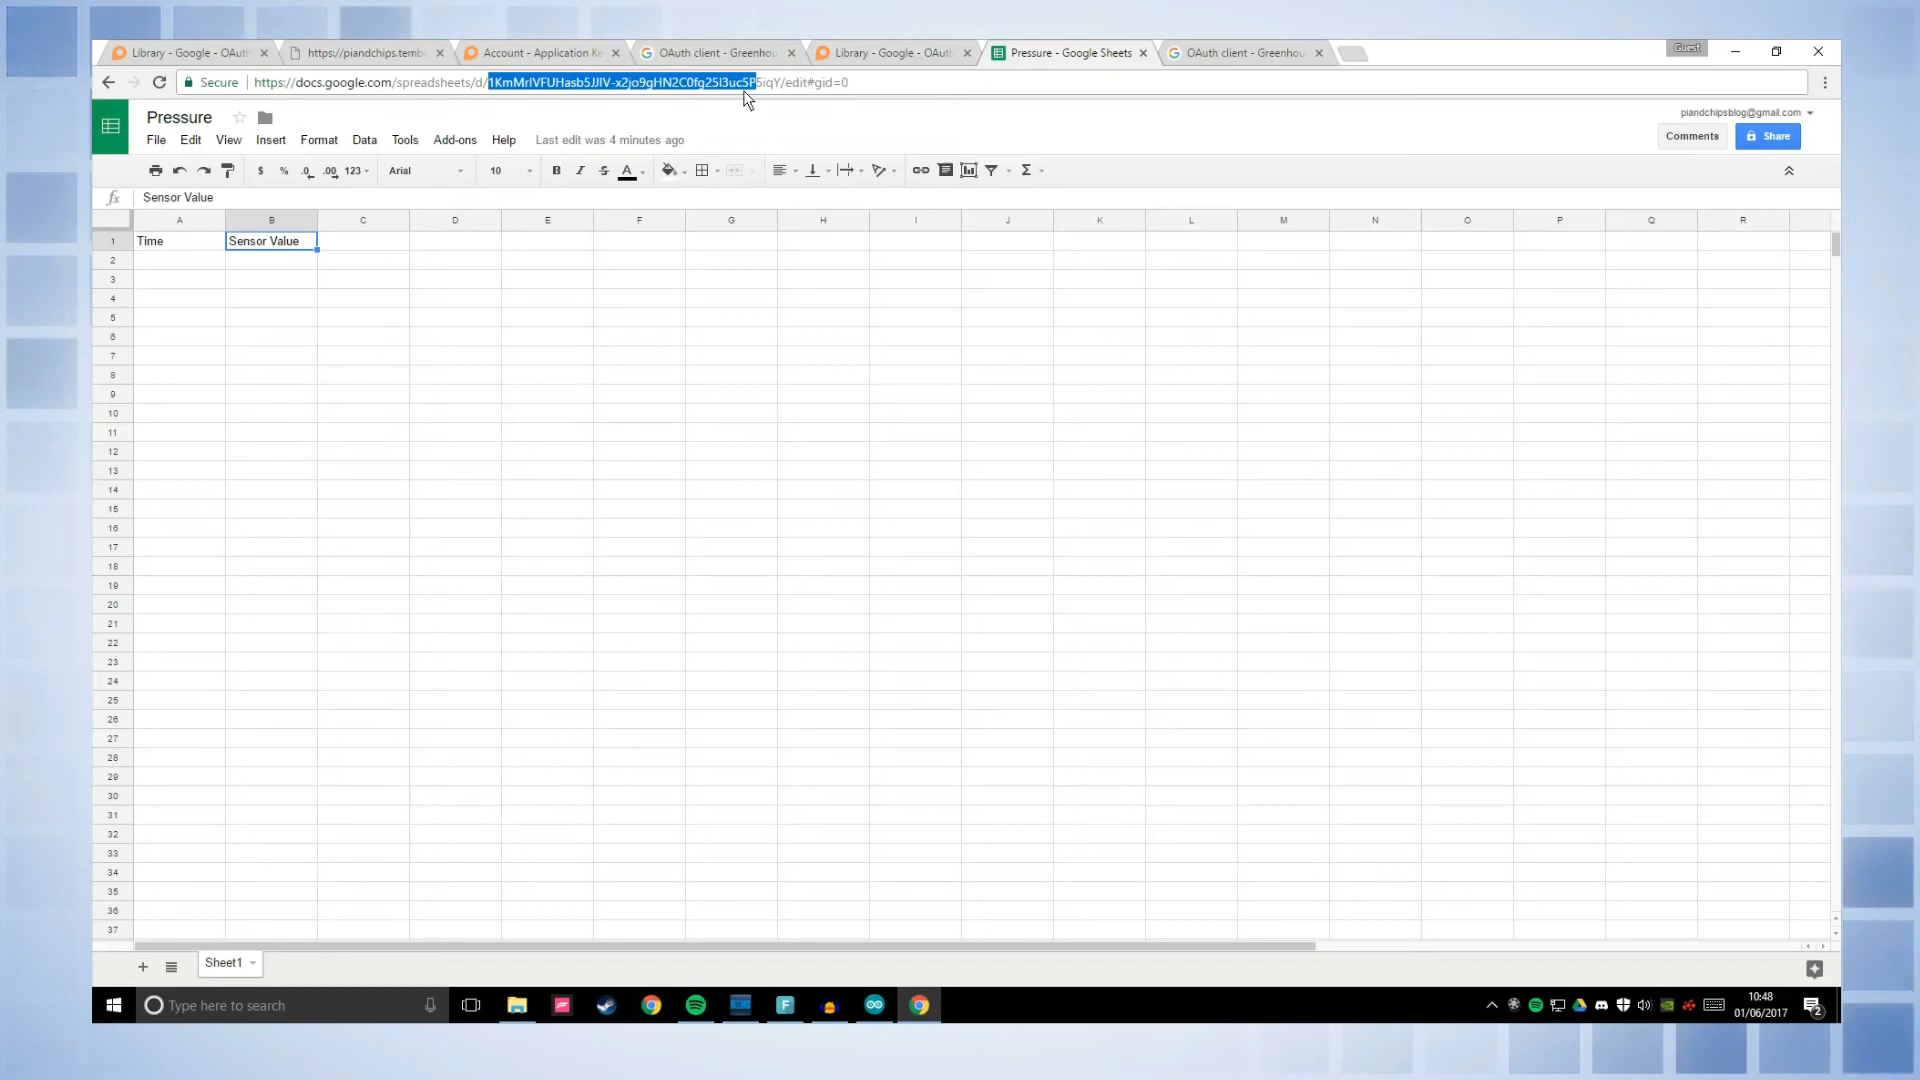 Library - Google - OAuth
https://piandchips.temb
Account - Application Ke
OAuth client - Greenhou
Library - Google - OAuth
Pressure - Google Sheets
OAuth client - Greenhou
Guest
Secure
https://docs.google.com/spreadsheets/d/1KmMrIVFUHasb5JJIV-x2jo9gHN2C0fg25I3uc5P5iqY/edit#gid=0
Pressure
piandchipsblog@gmail.com
File Edit View Insert Format Data Tools Add-ons Help Last edit was 4 minutes ago
Comments
Share
$ % .0 .00 123 Arial 10 B I S A Σ
fx Sensor Value
A B C D E F G H I J K L M N O P Q R
1 Time Sensor Value
2
3
4
5
6
7
8
9
10
11
12
13
14
15
16
17
18
19
20
21
22
23
24
25
26
27
28
29
30
31
32
33
34
35
36
37
Sheet1
Type here to search
F
10:48
01/06/2017
2